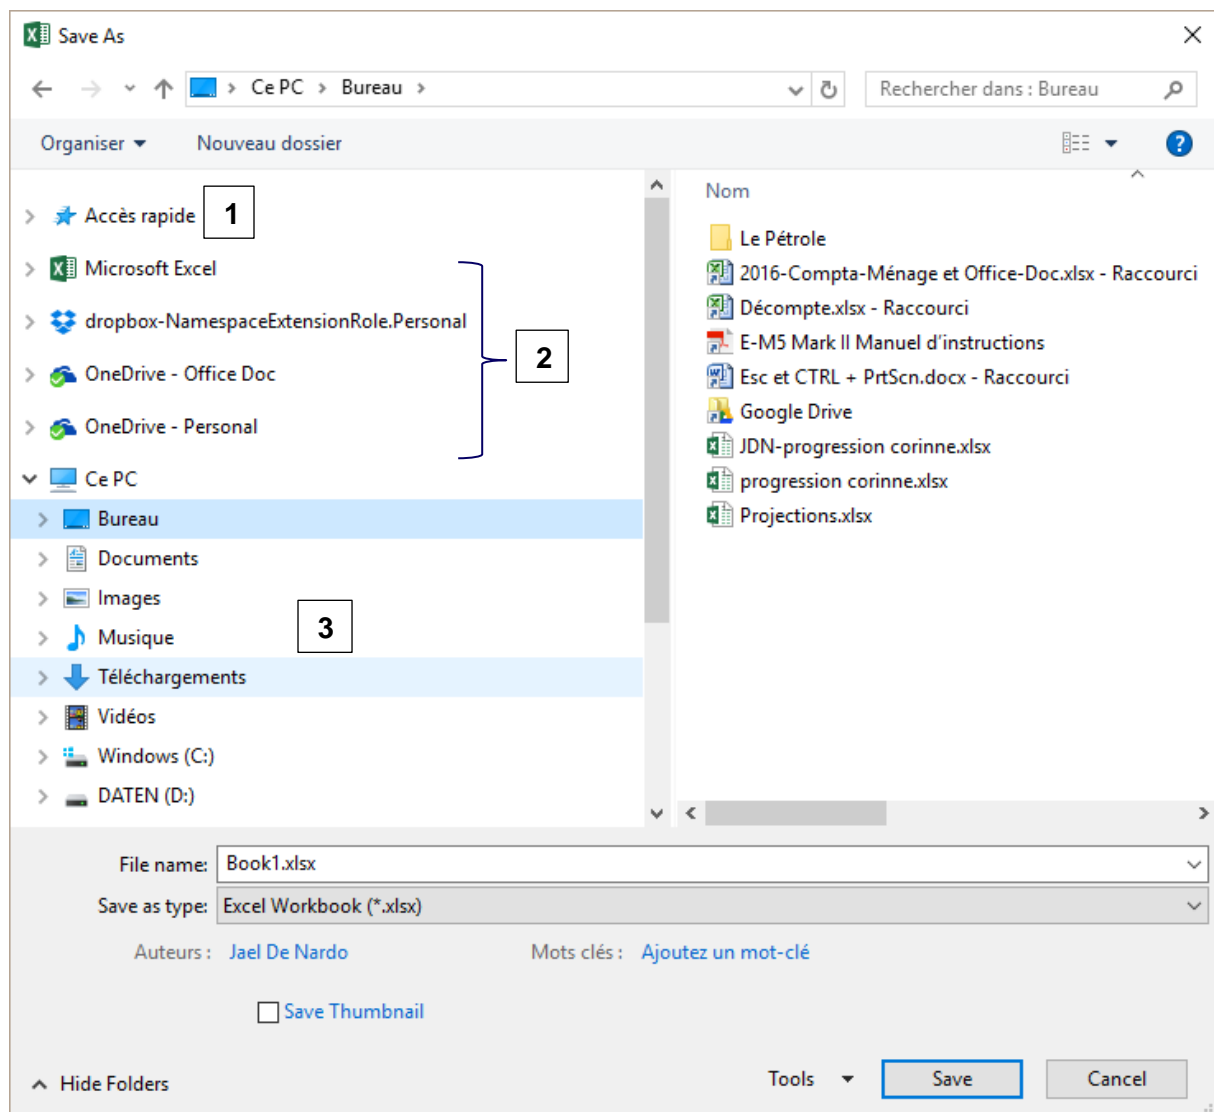 Save As
Ce PC > Bureau >
Rechercher dans : Bureau
Organiser
Nouveau dossier
?
Accès rapide
1
Microsoft Excel
dropbox-NamespaceExtensionRole.Personal
OneDrive - Office Doc
OneDrive - Personal
2
Ce PC
Bureau
Documents
Images
Musique
3
Téléchargements
Vidéos
Windows (C:)
DATEN (D:)
Nom
Le Pétrole
2016-Compta-Ménage et Office-Doc.xlsx - Raccourci
Décompte.xlsx - Raccourci
E-M5 Mark II Manuel d'instructions
Esc et CTRL + PrtScn.docx - Raccourci
Google Drive
JDN-progression corinne.xlsx
progression corinne.xlsx
Projections.xlsx
File name: Book1.xlsx
Save as type: Excel Workbook (*.xlsx)
Auteurs : Jael De Nardo
Mots clés : Ajoutez un mot-clé
Save Thumbnail
Hide Folders
Tools
Save
Cancel